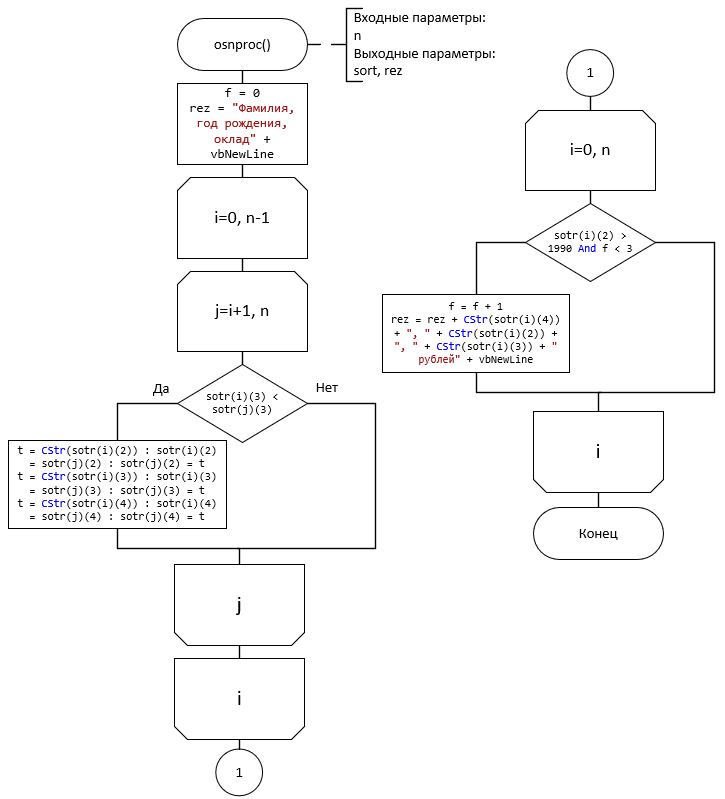 osnproc()
Входные параметры:
n
Выходные параметры:
sort, rez
f = 0
rez = "Фамилия,
год рождения,
оклад" +
vbNewLine
i=0, n-1
j=i+1, n
sotr(i)(3) <
sotr(j)(3)
Да
Нет
t = CStr(sotr(i)(2)) : sotr(i)(2)
= sotr(j)(2) : sotr(j)(2) = t
t = CStr(sotr(i)(3)) : sotr(i)(3)
= sotr(j)(3) : sotr(j)(3) = t
t = CStr(sotr(i)(4)) : sotr(i)(4)
= sotr(j)(4) : sotr(j)(4) = t
j
i
1
1
i=0, n
sotr(i)(2) >
1990 And f < 3
f = f + 1
rez = rez + CStr(sotr(i)(4))
+ ", " + CStr(sotr(i)(2)) +
", " + CStr(sotr(i)(3)) + "
рублей" + vbNewLine
i
Конец